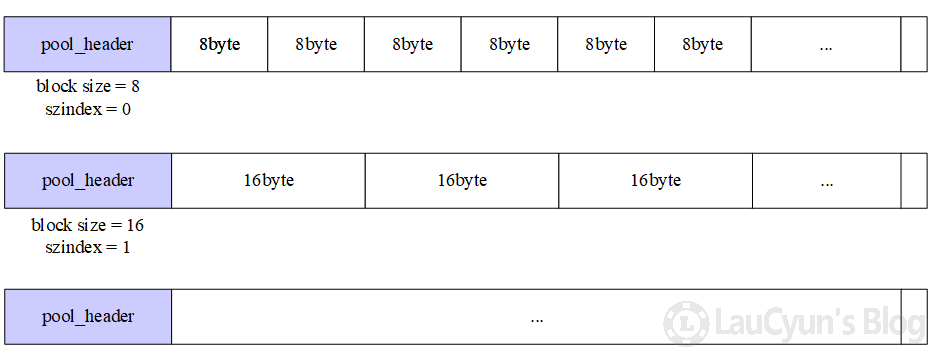 pool_header 8byte 8byte 8byte 8byte 8byte 8byte ...
block size = 8
szindex = 0
pool_header 16byte 16byte 16byte ...
block size = 16
szindex = 1
pool_header ...
LauCyun's Blog